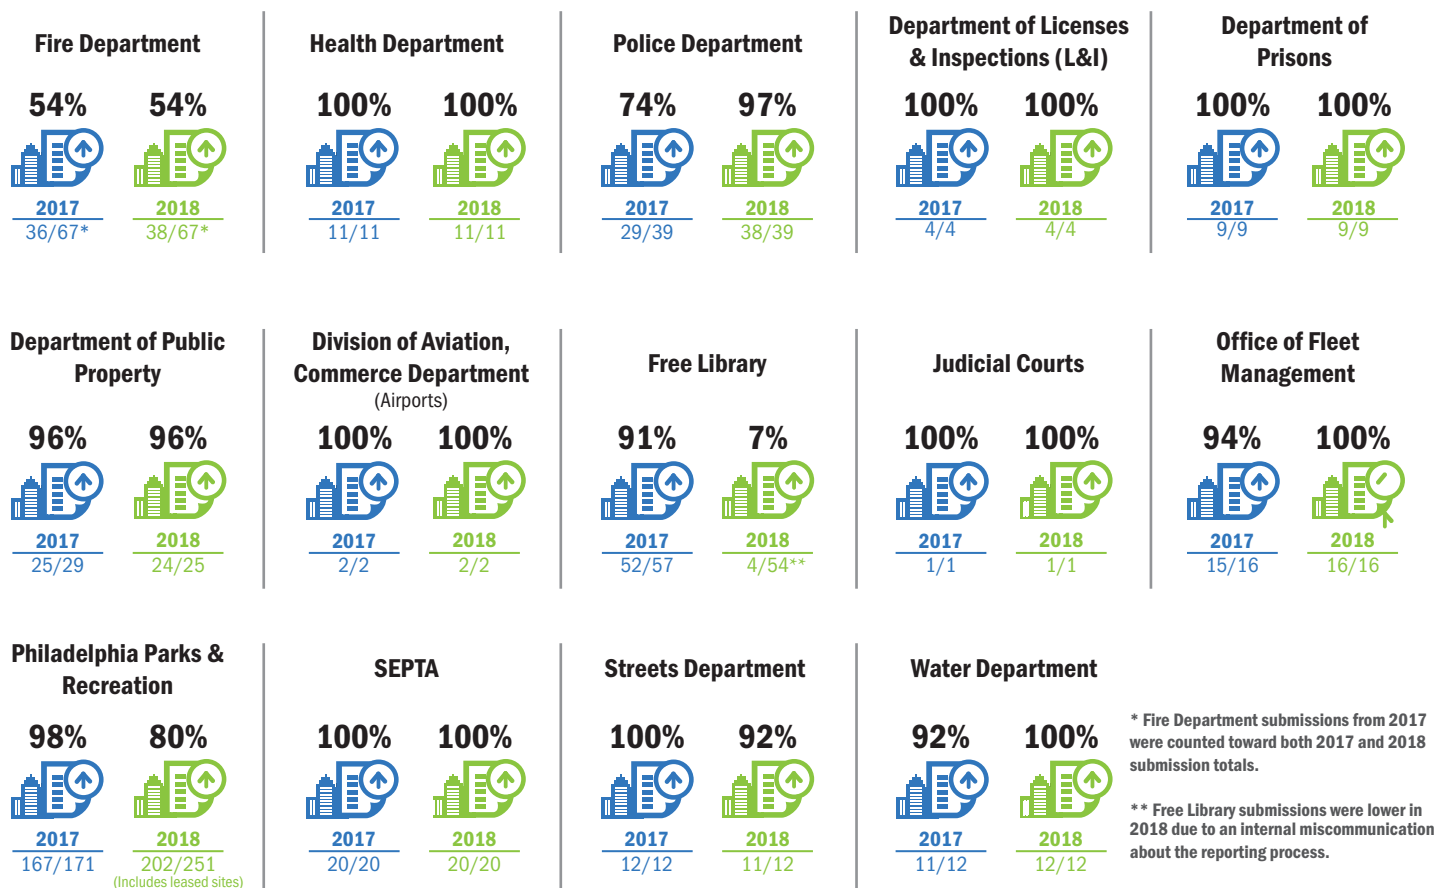 Fire Department
54% 54%
2017 2018
36/67* 38/67*
Health Department
100% 100%
2017 2018
11/11 11/11
Police Department
74% 97%
2017 2018
29/39 38/39
Department of Licenses
& Inspections (L&I)
100% 100%
2017 2018
4/4 4/4
Department of
Prisons
100% 100%
2017 2018
9/9 9/9
Department of Public
Property
96% 96%
2017 2018
25/29 24/25
Division of Aviation,
Commerce Department
(Airports)
100% 100%
2017 2018
2/2 2/2
Free Library
91% 7%
2017 2018
52/57 4/54**
Judicial Courts
100% 100%
2017 2018
1/1 1/1
Office of Fleet
Management
94% 100%
2017 2018
15/16 16/16
Philadelphia Parks &
Recreation
98% 80%
2017 2018
167/171 202/251
(Includes leased sites)
SEPTA
100% 100%
2017 2018
20/20 20/20
Streets Department
100% 92%
2017 2018
12/12 11/12
Water Department
92% 100%
2017 2018
11/12 12/12
* Fire Department submissions from 2017
were counted toward both 2017 and 2018
submission totals.
** Free Library submissions were lower in
2018 due to an internal miscommunication
about the reporting process.